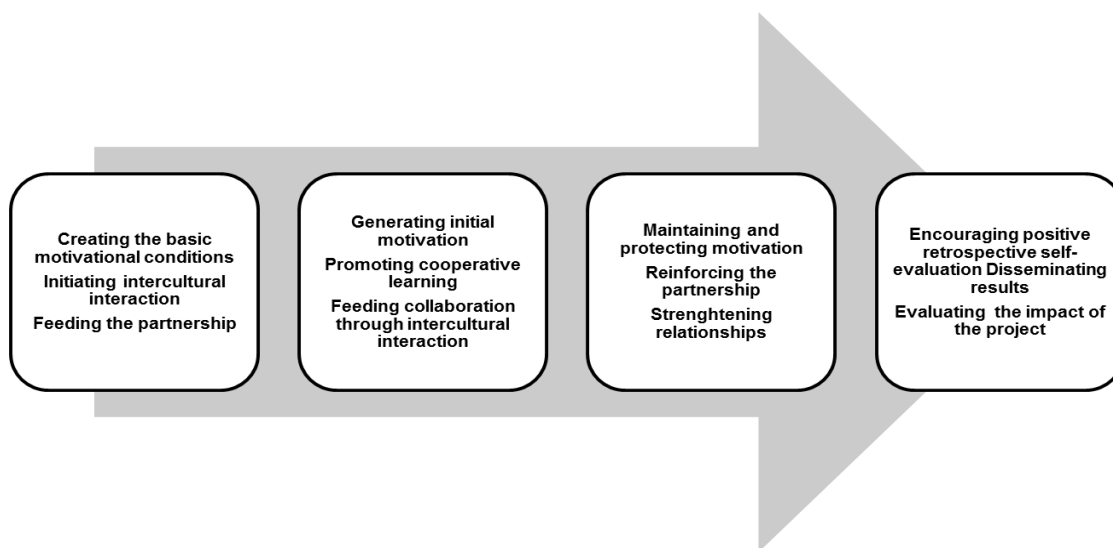 Creating the basic
motivational conditions
Initiating intercultural
interaction
Feeding the partnership
Generating initial
motivation
Promoting cooperative
learning
Feeding collaboration
through intercultural
interaction
Maintaining and
protecting motivation
Reinforcing the
partnership
Strenghtening
relationships
Encouraging positive
retrospective self-
evaluation Disseminating
results
Evaluating the impact of
the project